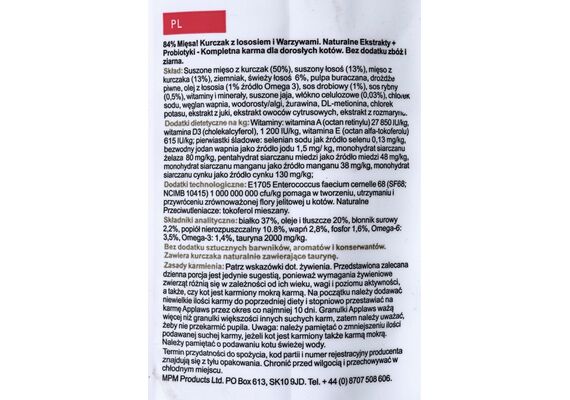 PL
84% Mięsa! Kurczak z łososiem i Warzywami. Naturalne Ekstrakty +
Probiotyki - Kompletna karma dla dorosłych kotów. Bez dodatku zbóż i
ziarna.
Skład: Suszone mięso z kurczaka (50%), suszony łosoś (13%), mięso z
kurczaka (13%), ziemniak, świeży łosoś 6%, pulpa buraczana, drożdże
piwne, olej z łososia (1% źródło Omega 3), sos drobiowy (1%), sos rybny
(0,5%), witaminy i minerały, suszone jaja, włókno celulozowe (0,03%), chlorek
sodu, węglan wapnia, wodorosty/algi, żurawina, DL-metionina, chlorek
potasu, ekstrakt z juki, ekstrakt owoców cytrusowych, ekstrakt z rozmarynu.
Dodatki dietetyczne na kg: Witaminy: witamina A (octan retinylu) 27 850 IU/kg,
witamina D3 (cholekalcyferol), 1 200 IU/kg, witamina E (octan alfa-tokoferolu)
615 IU/kg; pierwiastki śladowe: selenian sodu jako źródło selenu 0,13 mg/kg,
bezwodny jodan wapnia jako źródło jodu 1,5 mg/ kg, monohydrat siarczanu
żelaza 80 mg/kg, pentahydrat siarczanu miedzi jako źródło miedzi 48 mg/kg,
monohydrat siarczanu manganu jako źródło manganu 38 mg/kg, monohydrat
siarczanu cynku jako źródło cynku 130 mg/kg;
Dodatki technologiczne: E1705 Enterococcus faecium cernelle 68 (SF68;
NCIMB 10415) 1 000 000 000 cfu/kg pomaga w tworzeniu, utrzymaniu i
przywróceniu zrównoważonej flory jelitowej u kotów. Naturalne
Przeciwutleniacze: tokoferol mieszany.
Składniki analityczne: białko 37%, oleje i tłuszcze 20%, błonnik surowy
2,2%, popiół nierozpuszczalny 10.8%, wapń 2,8%, fosfor 1,6%, Omega-6:
3,5%, Omega-3: 1,4%, tauryna 2000 mg/kg.
Bez dodatku sztucznych barwników, aromatów i konserwantów.
Zawiera kurczaka naturalnie zawierające taurynę.
Zasady karmienia: Patrz wskazówki dot. żywienia. Przedstawiona zalecana
dzienna porcja jest jedynie sugestią, ponieważ wymagania żywieniowe
zwierząt różnią się w zależności od ich wieku, wagi i poziomu aktywności,
a także, czy kot jest karmiony mokrą karmą. Na początku należy dodawać
niewielkie ilości karmy do poprzedniej diety i stopniowo przestawiać na
karmę Applaws przez okres co najmniej 10 dni. Granulki Applaws ważą
więcej niż granulki większości innych suchych karm, zatem należy uważać,
żeby nie przekarmić pupila. Uwaga: należy pamiętać o zmniejszeniu ilości
podawanej suchej karmy, jeżeli kot jest karmiony także karmą mokrą.
Należy pamiętać o podawaniu kotu świeżej wody.
Termin przydatności do spożycia, kod partii i numer rejestracyjny producenta
znajdują się z tyłu opakowania. Chronić przed wilgocią i przechowywać w
chłodnym miejscu.
MPM Products Ltd. PO Box 613, SK10 9JD. Tel. + 44 (0) 8707 508 606.